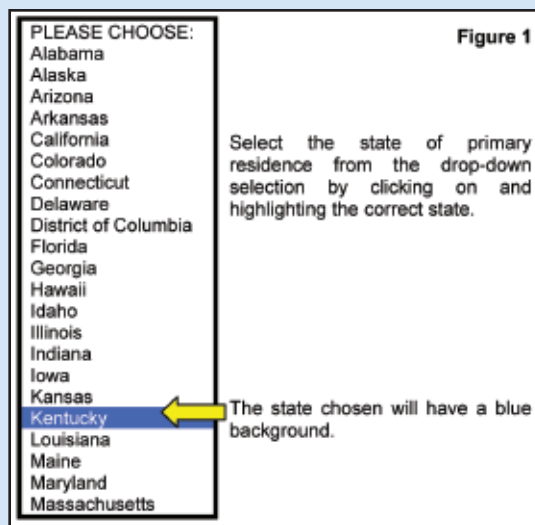 PLEASE CHOOSE:
Alabama
Alaska
Arizona
Arkansas
California
Colorado
Connecticut
Delaware
District of Columbia
Florida
Georgia
Hawaii
Idaho
Illinois
Indiana
Iowa
Kansas
Kentucky
Louisiana
Maine
Maryland
Massachusetts
Figure 1
Select the state of primary
residence from the drop-down
selection by clicking on and
highlighting the correct state.
The state chosen will have a blue
background.